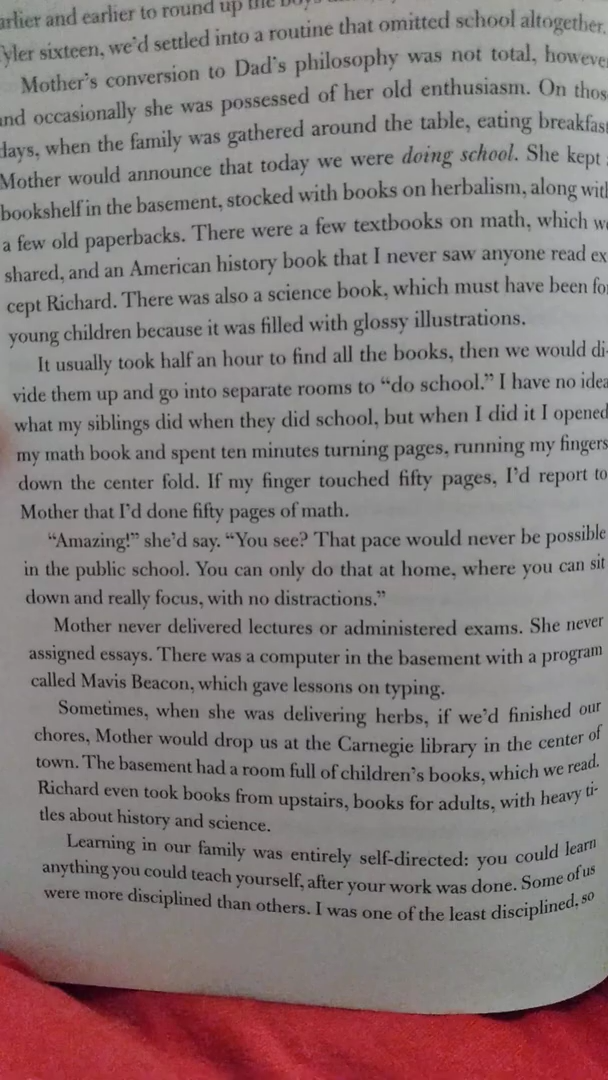 arlier and earlier to round up the boys
yler sixteen, we'd settled into a routine that omitted school altogether.
Mother's conversion to Dad's philosophy was not total, howeve
nd occasionally she was possessed of her old enthusiasm. On thos
days, when the family was gathered around the table, eating breakfast
Mother would announce that today we were doing school. She kept
bookshelf in the basement, stocked with books on herbalism, along with
a few old paperbacks. There were a few textbooks on math, which we
shared, and an American history book that I never saw anyone read ex-
cept Richard. There was also a science book, which must have been for
young children because it was filled with glossy illustrations.
It usually took half an hour to find all the books, then we would di-
vide them up and go into separate rooms to "do school." I have no idea
what my siblings did when they did school, but when I did it I opened
my math book and spent ten minutes turning pages, running my fingers
down the center fold. If my finger touched fifty pages, I'd report to
Mother that I'd done fifty pages of math.
"Amazing!" she'd say. "You see? That pace would never be possible
in the public school. You can only do that at home, where you can sit
down and really focus, with no distractions."
Mother never delivered lectures or administered exams. She never
assigned essays. There was a computer in the basement with a program
called Mavis Beacon, which gave lessons on typing.
Sometimes, when she was delivering herbs, if we'd finished our
chores, Mother would drop us at the Carnegie library in the center of
town. The basement had a room full of children's books, which we read.
Richard even took books from upstairs, books for adults, with heavy ti-
tles about history and science.
Learning in our family was entirely self-directed: you could learn
anything you could teach yourself, after your work was done. Some of us
were more disciplined than others. I was one of the least disciplined, so